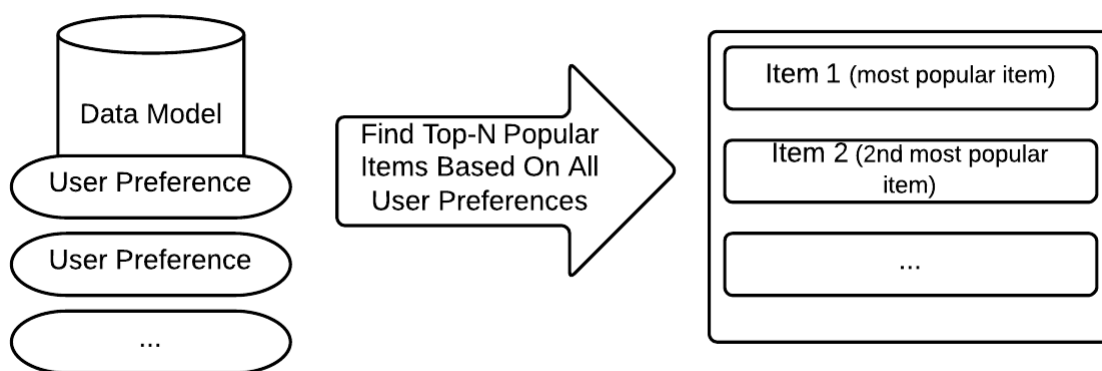 Data Model
User Preference
User Preference
...
Find Top-N Popular
Items Based On All
User Preferences
Item 1 (most popular item)
Item 2 (2nd most popular
item)
...